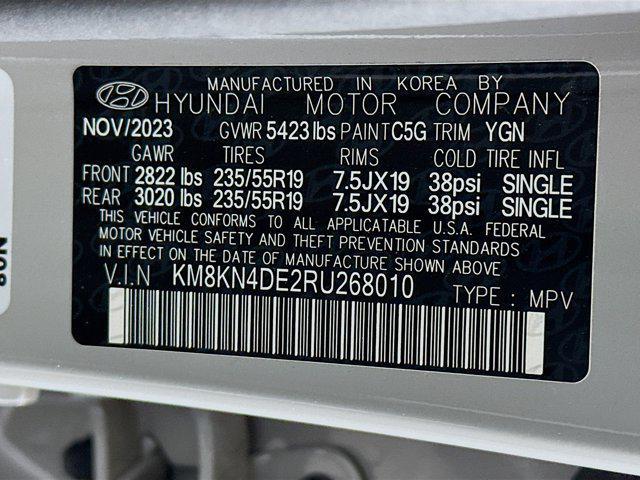 MANUFACTURED IN KOREA BY
HYUNDAI MOTOR COMPANY
NOV/2023 GVWR 5423 lbs PAINT C5G TRIM YGN
GAWR TIRES RIMS COLD TIRE INFL
FRONT 2822 lbs 235/55R19 7.5JX19 38psi SINGLE
REAR 3020 lbs 235/55R19 7.5JX19 38psi SINGLE
THIS VEHICLE CONFORMS TO ALL APPLICATABLE U.S.A. FEDERAL
MOTOR VEHICLE SAFETY AND THEFT PREVENTION STANDARDS
IN EFFECT ON THE DATE OF MANUFACTURE SHOWN ABOVE
V.I.N KM8KN4DE2RU268010 TYPE : MPV